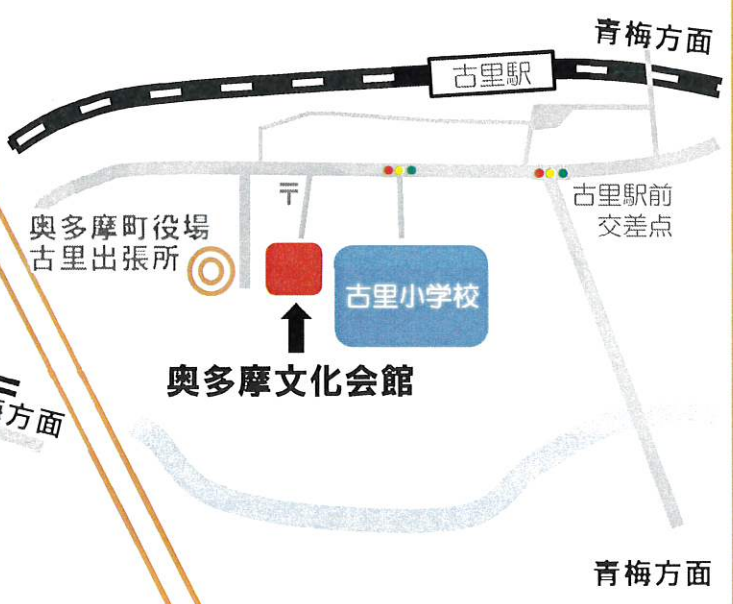 青梅方面
古里駅
〒
古里駅前
交差点
奥多摩町役場
古里出張所
古里小学校
奥多摩文化会館
方面
青梅方面